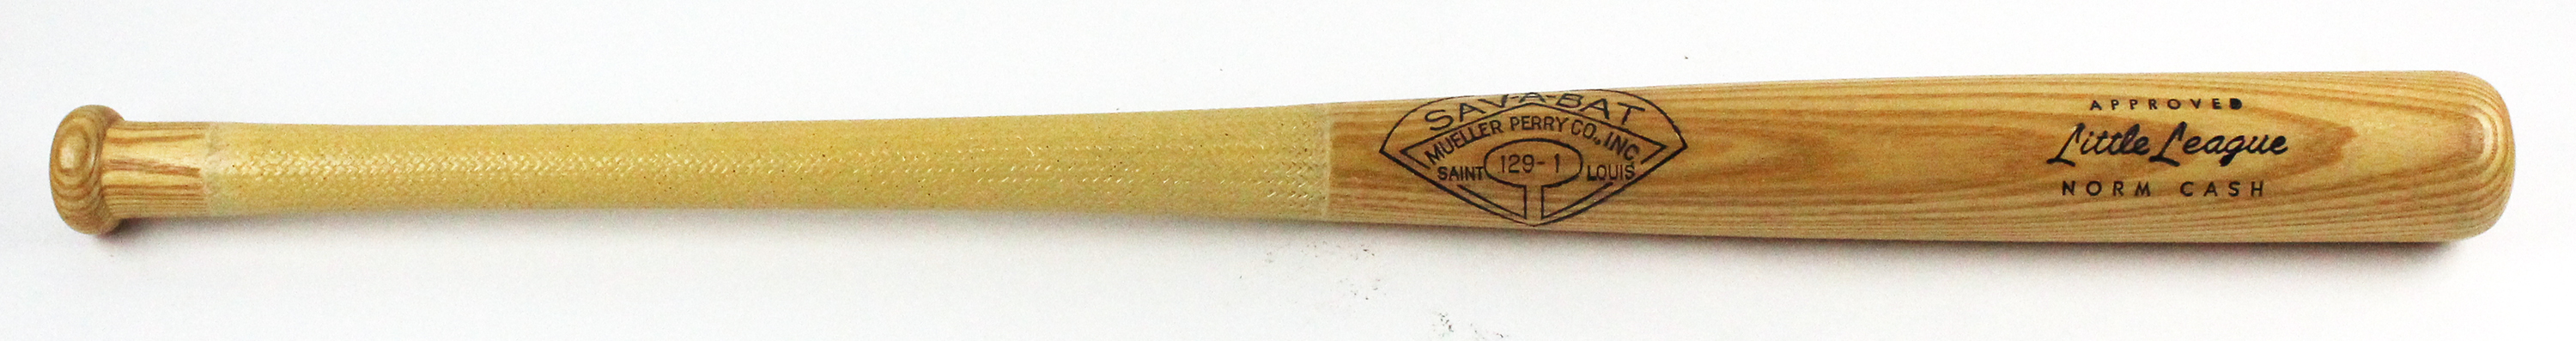 SAV-A-BAT
MUELLER PERRY CO., INC.
SAINT 129-1 LOUIS
APPROVED
Little League
NORM CASH